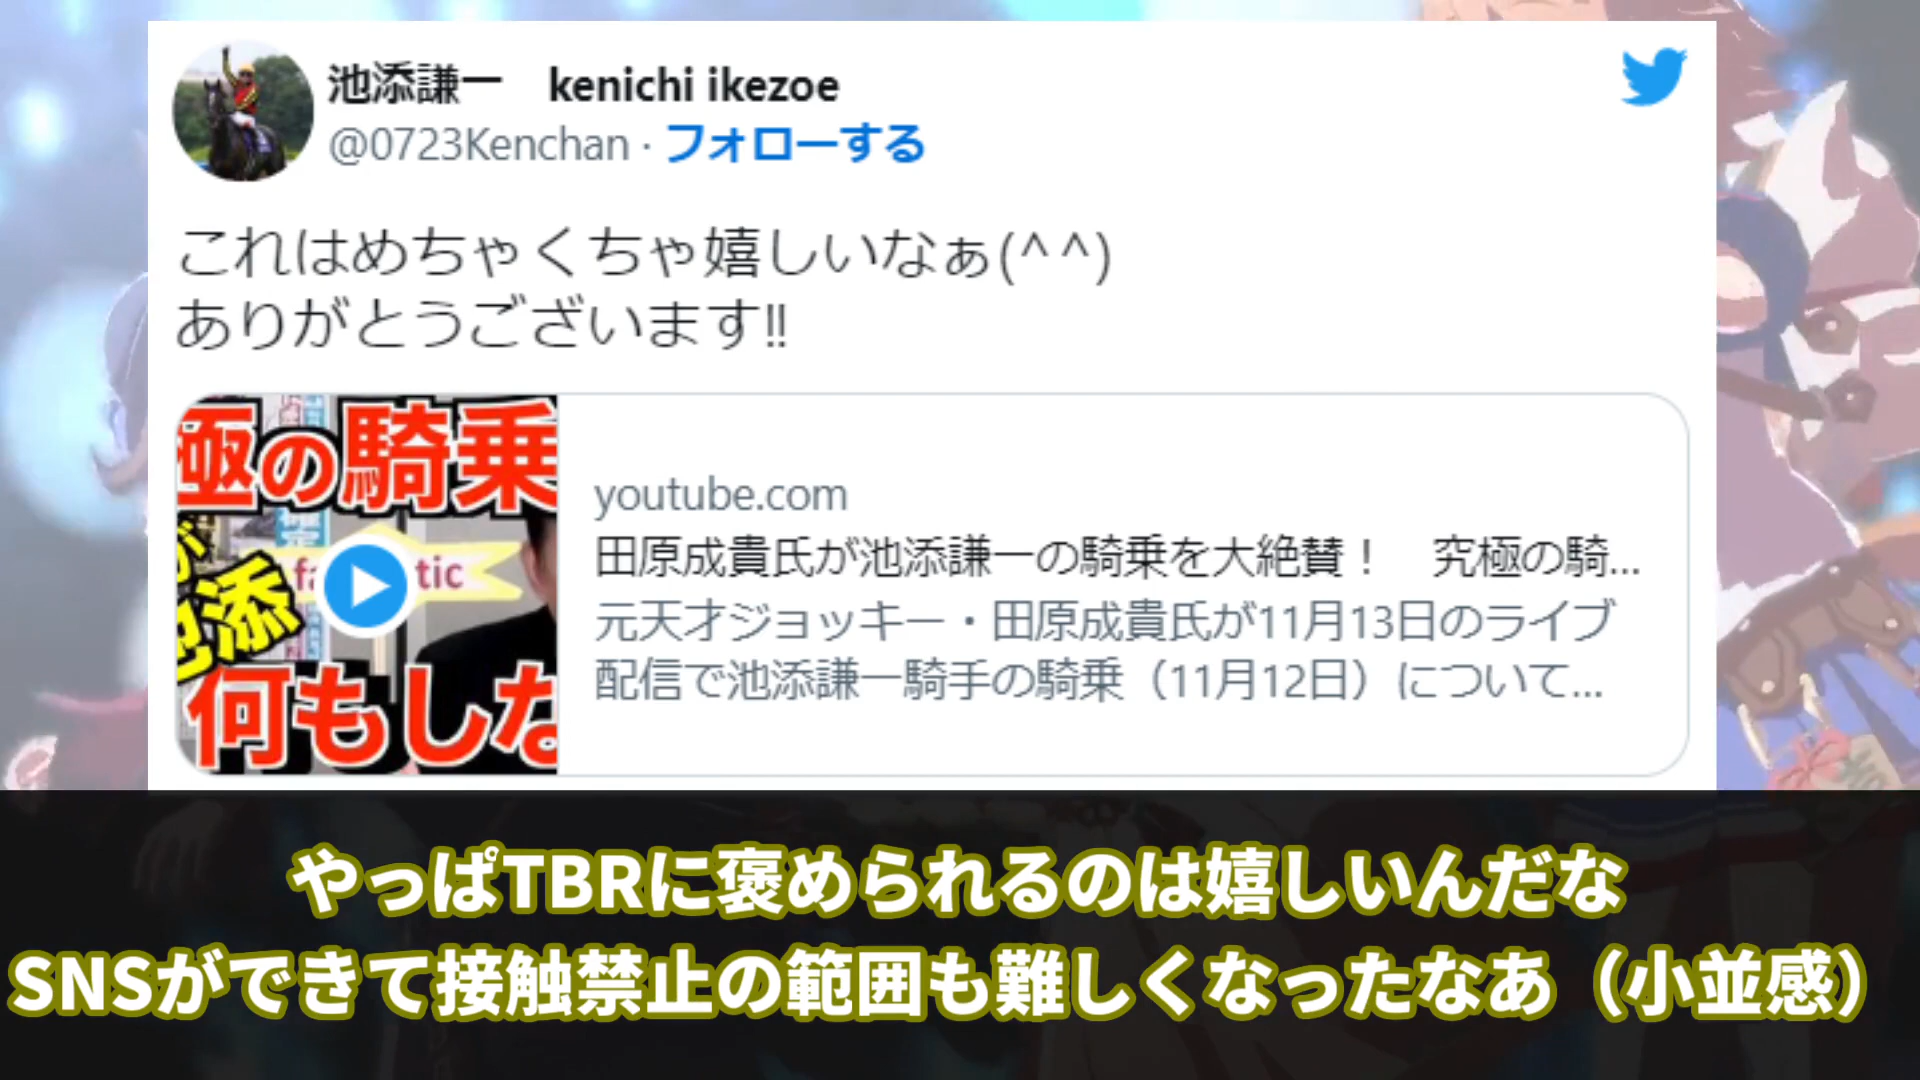 池添謙一　kenichi ikezoe
@0723Kenchan · フォローする
これはめちゃくちゃ嬉しいなぁ(^^)
ありがとうございます‼
極の騎乗
が
fa tic
池添
何もしな
youtube.com
田原成貴氏が池添謙一の騎乗を大絶賛！　究極の騎...
元天才ジョッキー・田原成貴氏が11月13日のライブ
配信で池添謙一騎手の騎乗（11月12日）について...
やっぱTBRに褒められるのは嬉しいんだな
SNSができて接触禁止の範囲も難しくなったなあ（小並感）